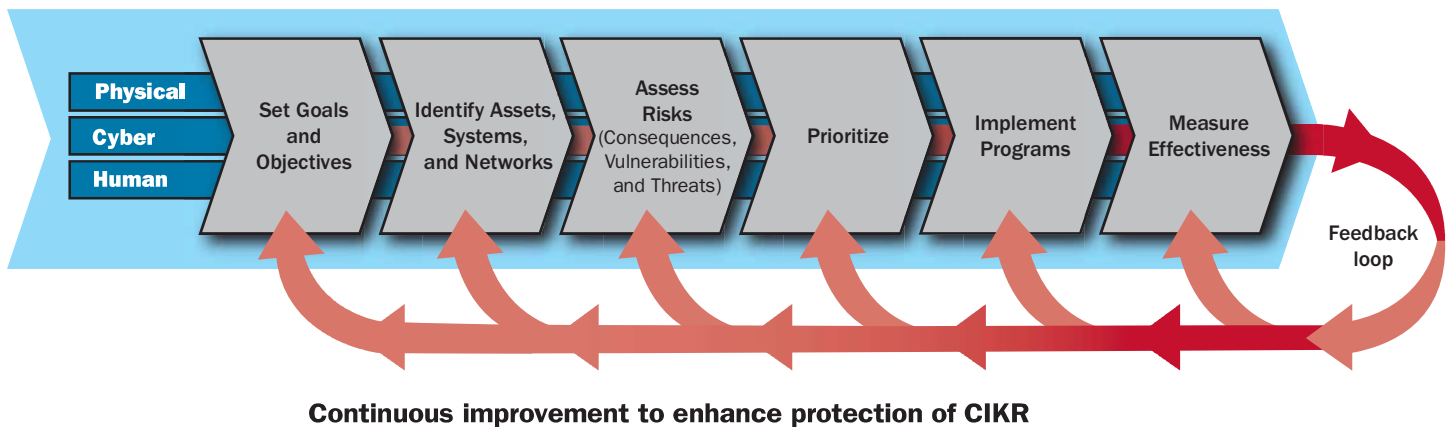 Physical
Cyber
Human
Set Goals
and
Objectives
Identify Assets,
Systems,
and Networks
Assess
Risks
(Consequences,
Vulnerabilities,
and Threats)
Prioritize
Implement
Programs
Measure
Effectiveness
Feedback
loop
Continuous improvement to enhance protection of CIKR